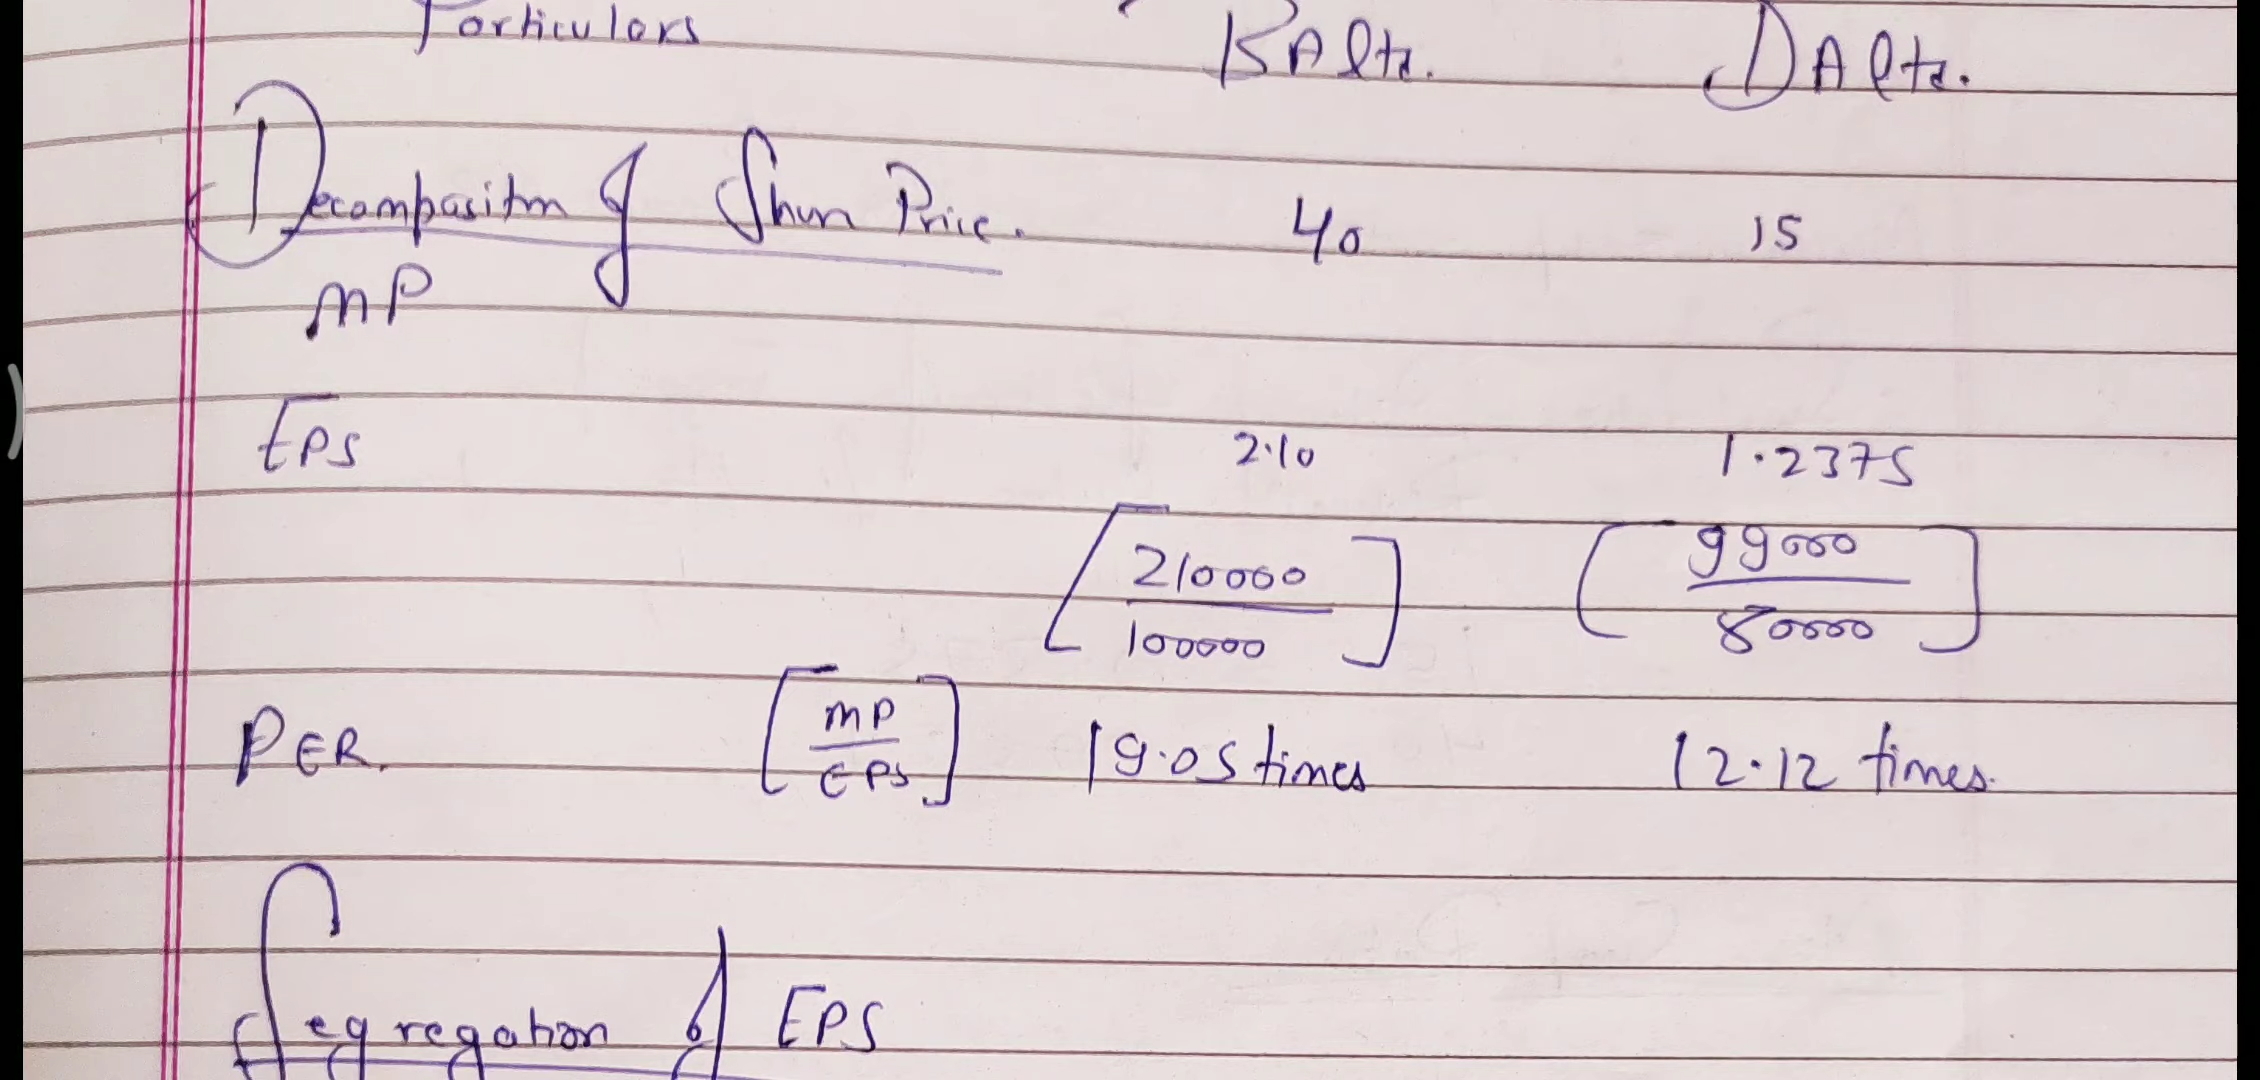 Particulars RA ltd. DA ltd.
Decomposition of Share Price. 40 15
MP
EPS 2.10 1.2375
[210000/100000] [99000/80000]
PER. [MP/EPS] 19.05 times 12.12 times.
Segregation of EPS